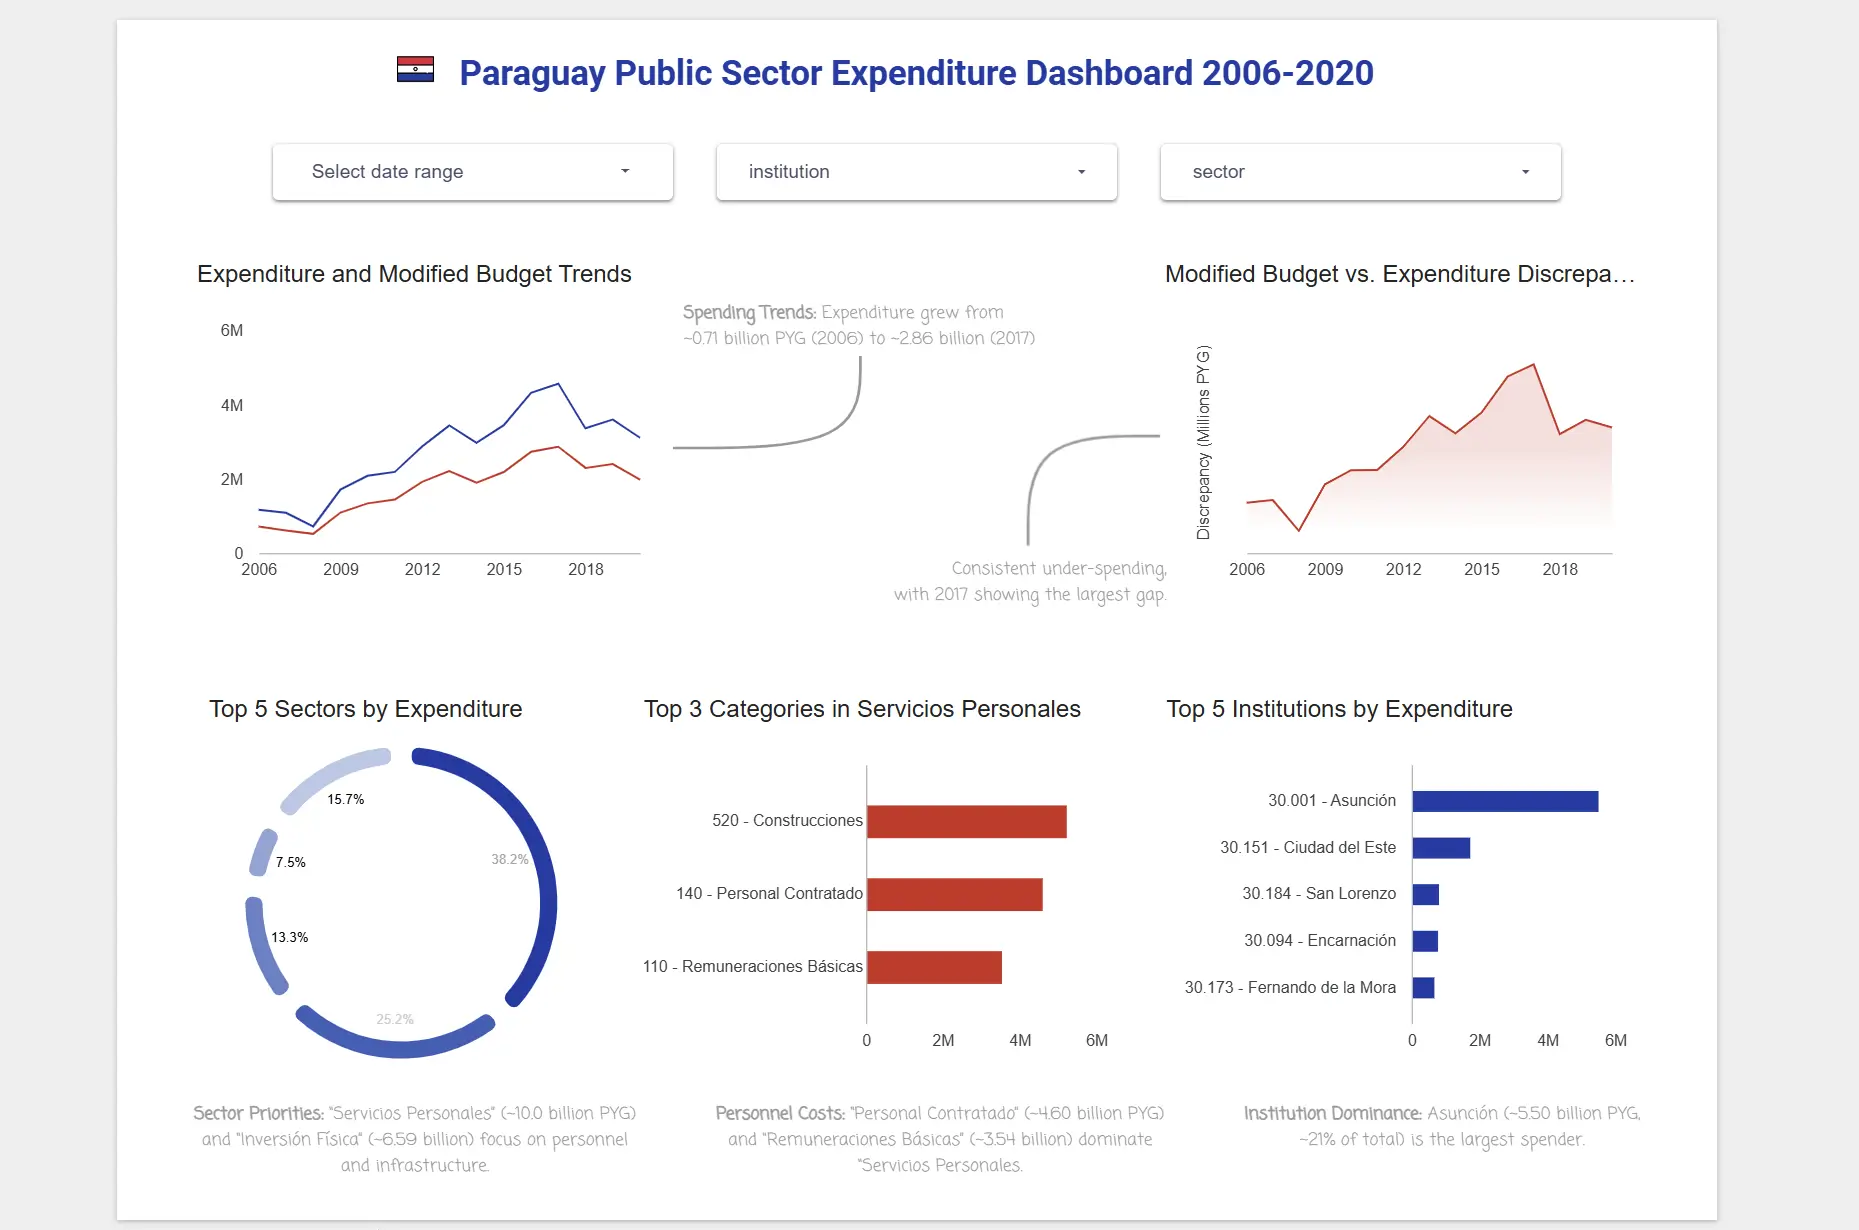 Paraguay Public Sector Expenditure Dashboard 2006-2020
Select date range
institution
sector
Expenditure and Modified Budget Trends
6M
4M
2M
0
2006 2009 2012 2015 2018
Spending Trends: Expenditure grew from
~0.71 billion PYG (2006) to ~2.86 billion (2017)
Consistent under-spending,
with 2017 showing the largest gap.
Modified Budget vs. Expenditure Discrepa…
Discrepancy (Millions PYG)
2006 2009 2012 2015 2018
Top 5 Sectors by Expenditure
15.7%
7.5%
13.3%
25.2%
38.2%
Sector Priorities: "Servicios Personales" (~10.0 billion PYG)
and "Inversión Física" (~6.59 billion) focus on personnel
and infrastructure.
Top 3 Categories in Servicios Personales
520 - Construcciones
140 - Personal Contratado
110 - Remuneraciones Básicas
0 2M 4M 6M
Personnel Costs: "Personal Contratado" (~4.60 billion PYG)
and "Remuneraciones Básicas" (~3.54 billion) dominate
"Servicios Personales.
Top 5 Institutions by Expenditure
30.001 - Asunción
30.151 - Ciudad del Este
30.184 - San Lorenzo
30.094 - Encarnación
30.173 - Fernando de la Mora
0 2M 4M 6M
Institution Dominance: Asunción (~5.50 billion PYG,
~21% of total) is the largest spender.